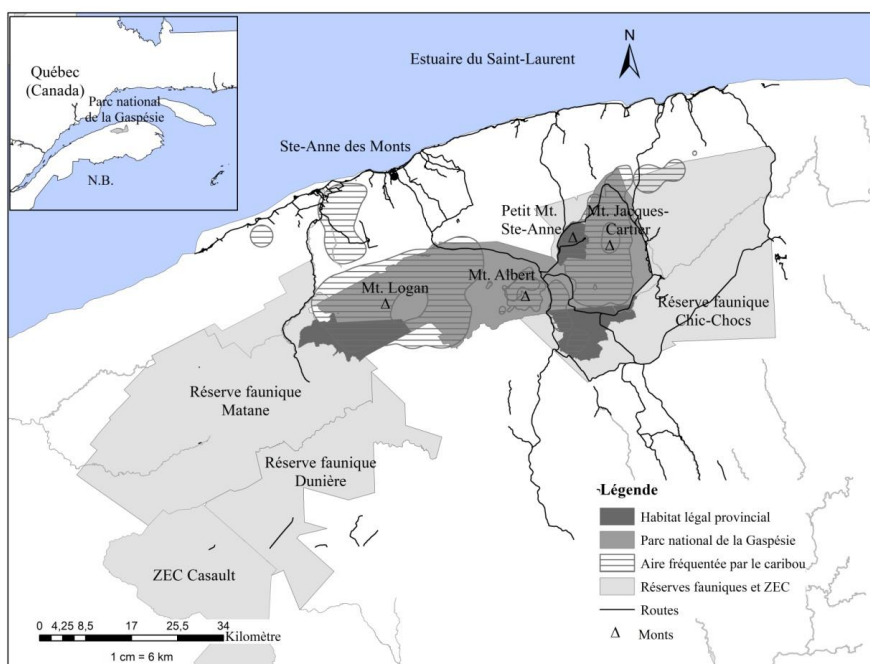 Québec
(Canada)
Parc national
de la Gaspésie
N.B.
Estuaire du Saint-Laurent
N
Ste-Anne des Monts
Petit Mt.
Ste-Anne
Δ
Mt. Jacques-
Cartier
Δ
Mt. Logan
Δ
Mt. Albert
Δ
Réserve faunique
Chic-Chocs
Réserve faunique
Matane
Réserve faunique
Dunière
ZEC Casault
Légende
Habitat légal provincial
Parc national de la Gaspésie
Aire fréquentée par le caribou
Réserves fauniques et ZEC
Routes
Δ Monts
0 4,25 8,5 17 25,5 34
Kilomètre
1 cm = 6 km